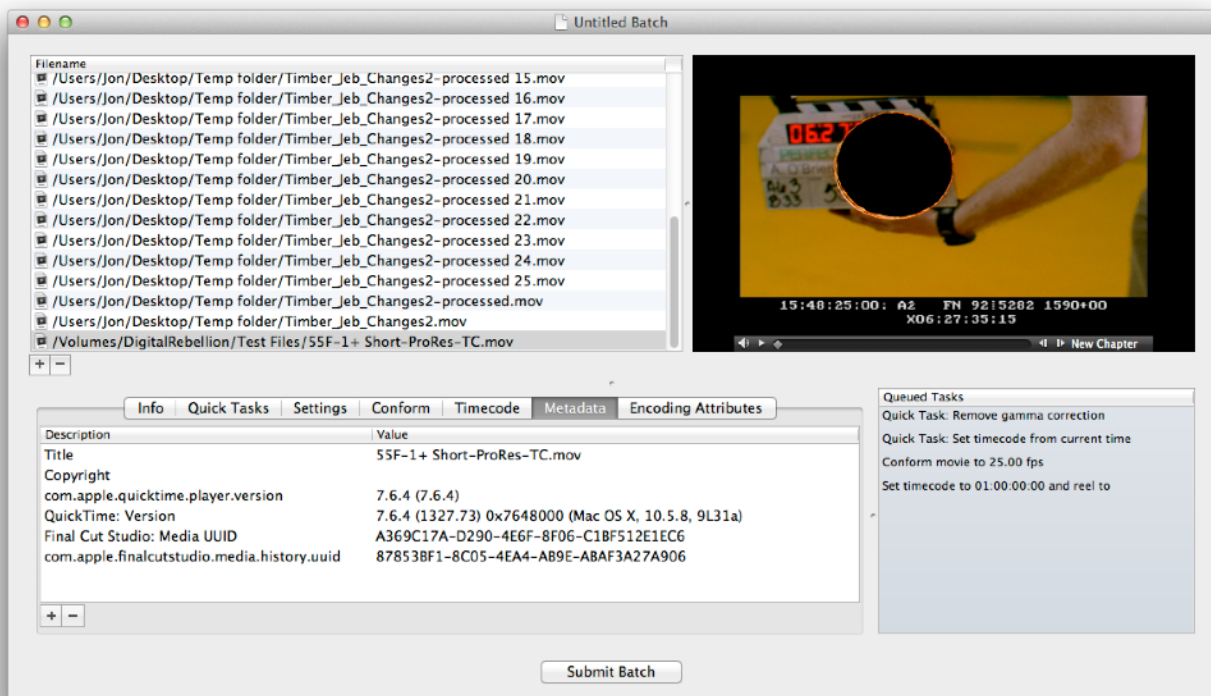 Untitled Batch
Filename
/Users/Jon/Desktop/Temp folder/Timber_Jeb_Changes2-processed 15.mov
/Users/Jon/Desktop/Temp folder/Timber_Jeb_Changes2-processed 16.mov
/Users/Jon/Desktop/Temp folder/Timber_Jeb_Changes2-processed 17.mov
/Users/Jon/Desktop/Temp folder/Timber_Jeb_Changes2-processed 18.mov
/Users/Jon/Desktop/Temp folder/Timber_Jeb_Changes2-processed 19.mov
/Users/Jon/Desktop/Temp folder/Timber_Jeb_Changes2-processed 20.mov
/Users/Jon/Desktop/Temp folder/Timber_Jeb_Changes2-processed 21.mov
/Users/Jon/Desktop/Temp folder/Timber_Jeb_Changes2-processed 22.mov
/Users/Jon/Desktop/Temp folder/Timber_Jeb_Changes2-processed 23.mov
/Users/Jon/Desktop/Temp folder/Timber_Jeb_Changes2-processed 24.mov
/Users/Jon/Desktop/Temp folder/Timber_Jeb_Changes2-processed 25.mov
/Users/Jon/Desktop/Temp folder/Timber_Jeb_Changes2-processed.mov
/Users/Jon/Desktop/Temp folder/Timber_Jeb_Changes2.mov
/Volumes/DigitalRebellion/Test Files/55F-1+ Short-ProRes-TC.mov
A. O'Brien
B33
15:48:25:00: A2 FN 92:5282 1590+00
X06:27:35:15
New Chapter
Info Quick Tasks Settings Conform Timecode Metadata Encoding Attributes
Description Value
Title 55F-1+ Short-ProRes-TC.mov
Copyright
com.apple.quicktime.player.version 7.6.4 (7.6.4)
QuickTime: Version 7.6.4 (1327.73) 0x7648000 (Mac OS X, 10.5.8, 9L31a)
Final Cut Studio: Media UUID A369C17A-D290-4E6F-8F06-C1BF512E1EC6
com.apple.finalcutstudio.media.history.uuid 87853BF1-8C05-4EA4-AB9E-ABAF3A27A906
Queued Tasks
Quick Task: Remove gamma correction
Quick Task: Set timecode from current time
Conform movie to 25.00 fps
Set timecode to 01:00:00:00 and reel to
Submit Batch